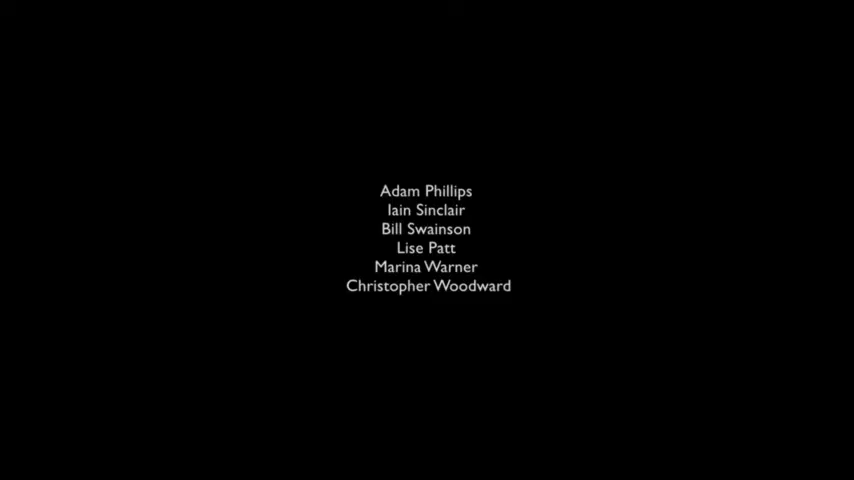 Adam Phillips
Iain Sinclair
Bill Swainson
Lise Patt
Marina Warner
Christopher Woodward